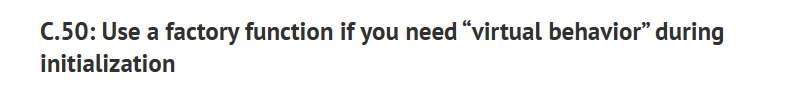 C.50: Use a factory function if you need “virtual behavior” during
initialization